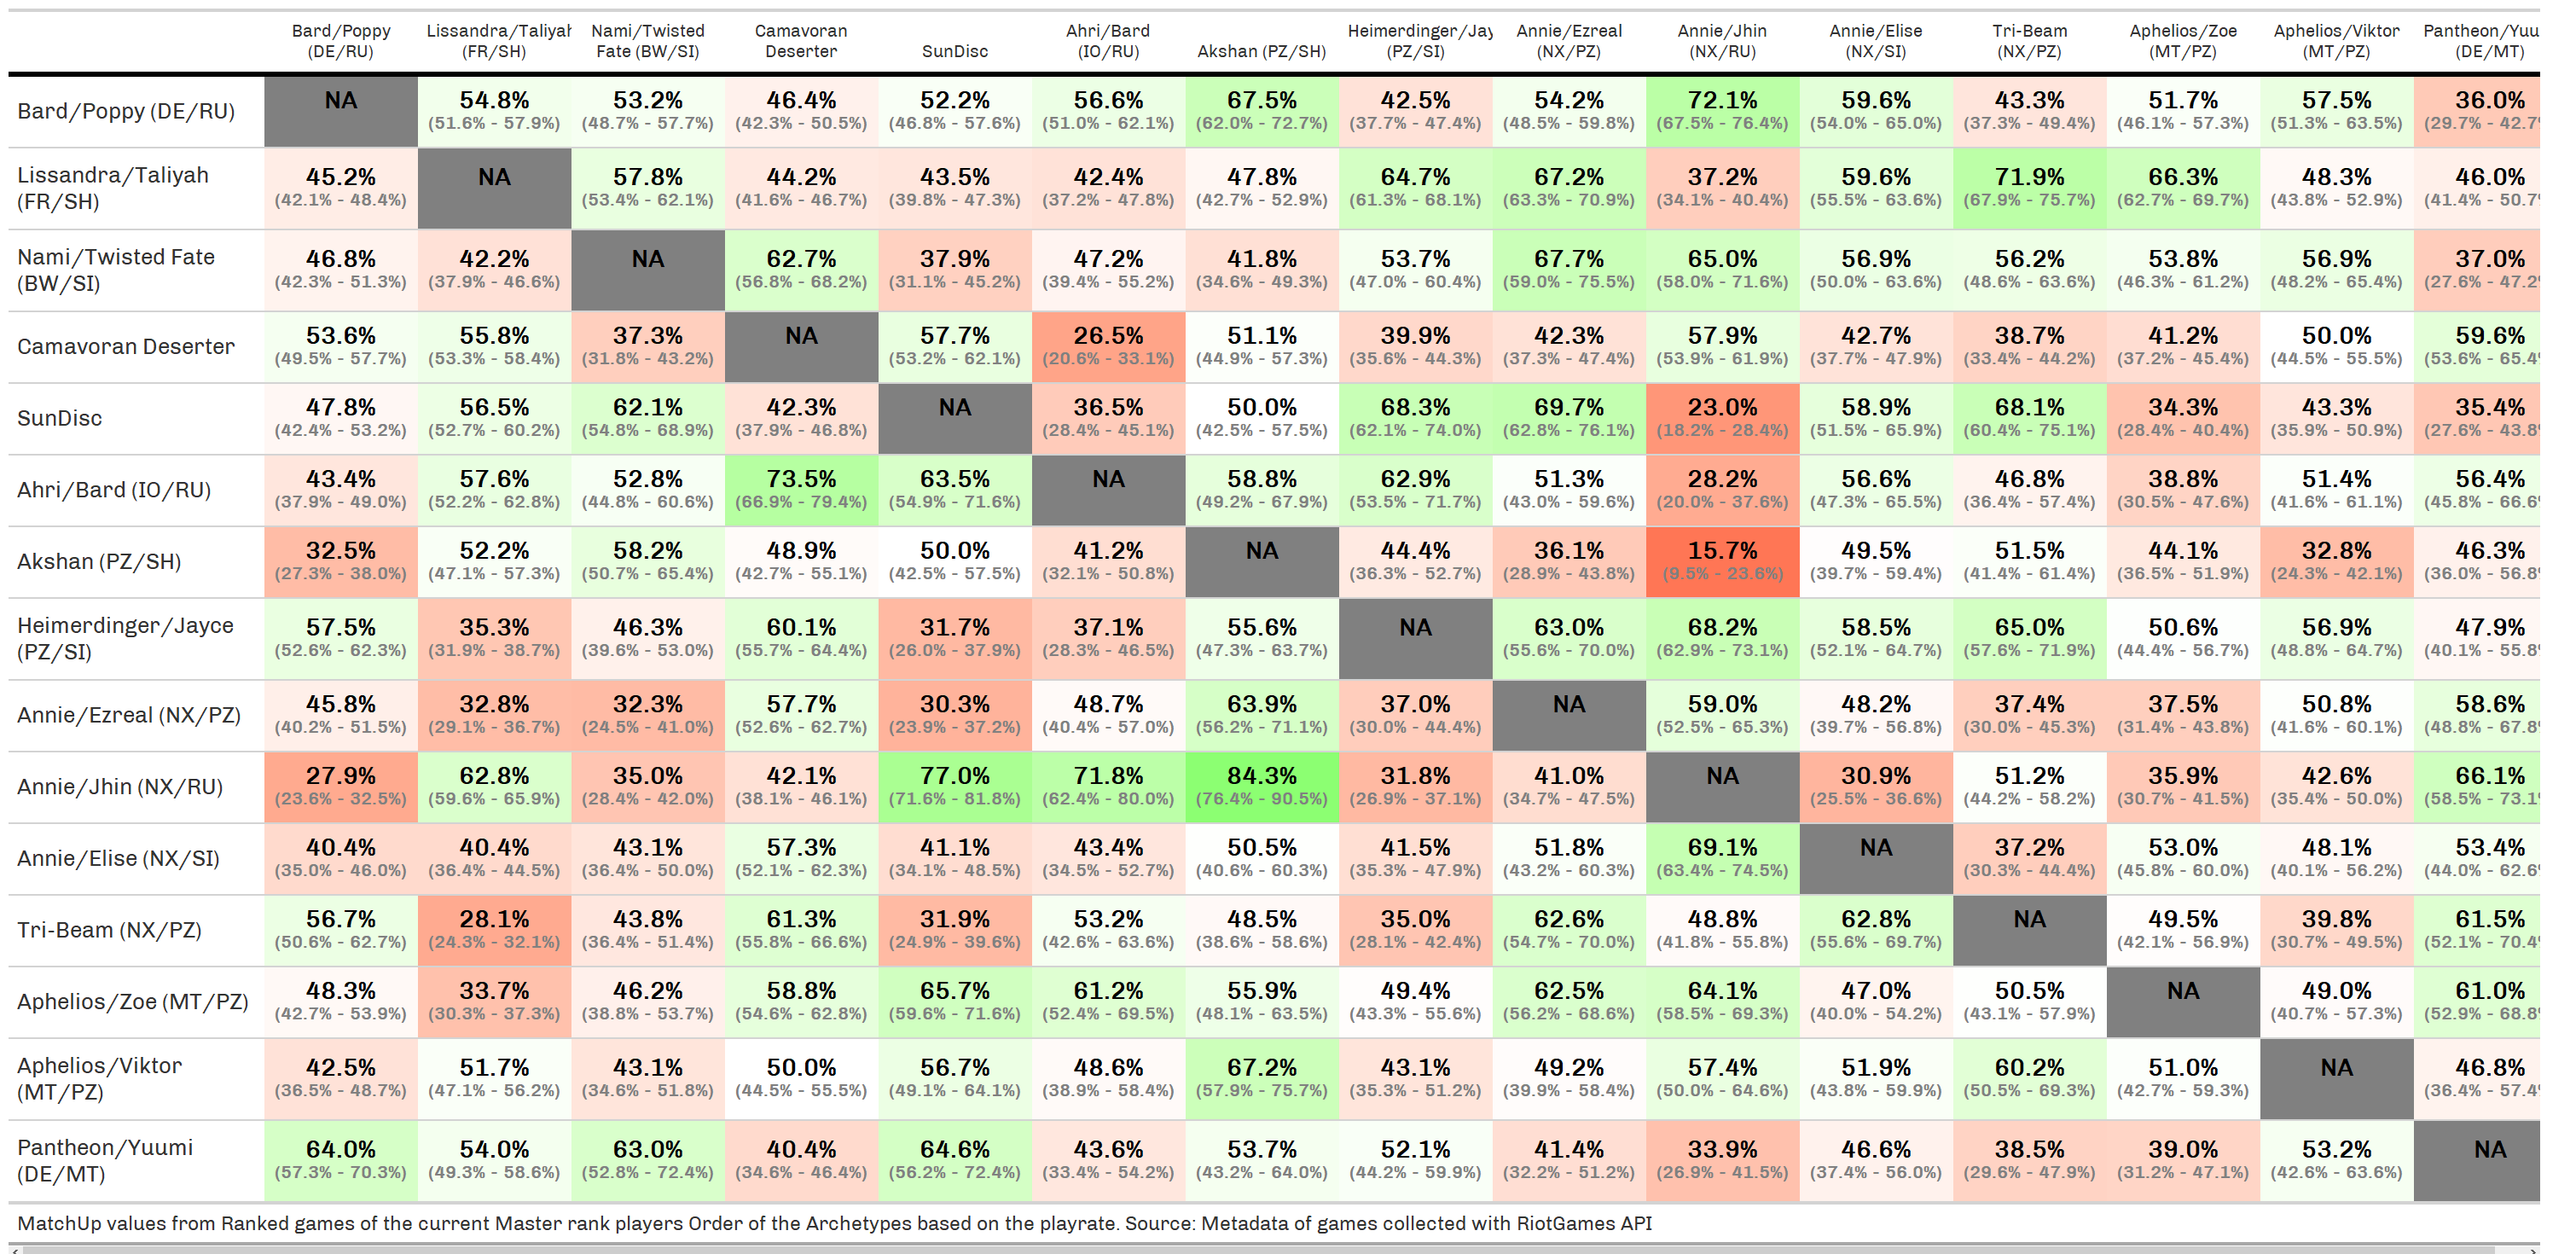 Bard/Poppy (DE/RU) Lissandra/Taliyah (FR/SH) Nami/Twisted Fate (BW/SI) Camavoran Deserter SunDisc Ahri/Bard (IO/RU) Akshan (PZ/SH) Heimerdinger/Jay (PZ/SI) Annie/Ezreal (NX/PZ) Annie/Jhin (NX/RU) Annie/Elise (NX/SI) Tri-Beam (NX/PZ) Aphelios/Zoe (MT/PZ) Aphelios/Viktor (MT/PZ) Pantheon/Yuu (DE/MT)
Bard/Poppy (DE/RU) NA 54.8% 53.2% 46.4% 52.2% 56.6% 67.5% 42.5% 54.2% 72.1% 59.6% 43.3% 51.7% 57.5% 36.0%
(51.6% - 57.9%) (48.7% - 57.7%) (42.3% - 50.5%) (46.8% - 57.6%) (51.0% - 62.1%) (62.0% - 72.7%) (37.7% - 47.4%) (48.5% - 59.8%) (67.5% - 76.4%) (54.0% - 65.0%) (37.3% - 49.4%) (46.1% - 57.3%) (51.3% - 63.5%) (29.7% - 42.7
Lissandra/Taliyah (FR/SH) 45.2% NA 57.8% 44.2% 43.5% 42.4% 47.8% 64.7% 67.2% 37.2% 59.6% 71.9% 66.3% 48.3% 46.0%
(42.1% - 48.4%) (53.4% - 62.1%) (41.6% - 46.7%) (39.8% - 47.3%) (37.2% - 47.8%) (42.7% - 52.9%) (61.3% - 68.1%) (63.3% - 70.9%) (34.1% - 40.4%) (55.5% - 63.6%) (67.9% - 75.7%) (62.7% - 69.7%) (43.8% - 52.9%) (41.4% - 50.7
Nami/Twisted Fate (BW/SI) 46.8% 42.2% NA 62.7% 37.9% 47.2% 41.8% 53.7% 67.7% 65.0% 56.9% 56.2% 53.8% 56.9% 37.0%
(42.3% - 51.3%) (37.9% - 46.6%) (56.8% - 68.2%) (31.1% - 45.2%) (39.4% - 55.2%) (34.6% - 49.3%) (47.0% - 60.4%) (59.0% - 75.5%) (58.0% - 71.6%) (50.0% - 63.6%) (48.6% - 63.6%) (46.3% - 61.2%) (48.2% - 65.4%) (27.6% - 47.2
Camavoran Deserter 53.6% 55.8% 37.3% NA 57.7% 26.5% 51.1% 39.9% 42.3% 57.9% 42.7% 38.7% 41.2% 50.0% 59.6%
(49.5% - 57.7%) (53.3% - 58.4%) (31.8% - 43.2%) (53.2% - 62.1%) (20.6% - 33.1%) (44.9% - 57.3%) (35.6% - 44.3%) (37.3% - 47.4%) (53.9% - 61.9%) (37.7% - 47.9%) (33.4% - 44.2%) (37.2% - 45.4%) (44.5% - 55.5%) (53.6% - 65.4
SunDisc 47.8% 56.5% 62.1% 42.3% NA 36.5% 50.0% 68.3% 69.7% 23.0% 58.9% 68.1% 34.3% 43.3% 35.4%
(42.4% - 53.2%) (52.7% - 60.2%) (54.8% - 68.9%) (37.9% - 46.8%) (28.4% - 45.1%) (42.5% - 57.5%) (62.1% - 74.0%) (62.8% - 76.1%) (18.2% - 28.4%) (51.5% - 65.9%) (60.4% - 75.1%) (28.4% - 40.4%) (35.9% - 50.9%) (27.6% - 43.8
Ahri/Bard (IO/RU) 43.4% 57.6% 52.8% 73.5% 63.5% NA 58.8% 62.9% 51.3% 28.2% 56.6% 46.8% 38.8% 51.4% 56.4%
(37.9% - 49.0%) (52.2% - 62.8%) (44.8% - 60.6%) (66.9% - 79.4%) (54.9% - 71.6%) (49.2% - 67.9%) (53.5% - 71.7%) (43.0% - 59.6%) (20.0% - 37.6%) (47.3% - 65.5%) (36.4% - 57.4%) (30.5% - 47.6%) (41.6% - 61.1%) (45.8% - 66.6
Akshan (PZ/SH) 32.5% 52.2% 58.2% 48.9% 50.0% 41.2% NA 44.4% 36.1% 15.7% 49.5% 51.5% 44.1% 32.8% 46.3%
(27.3% - 38.0%) (47.1% - 57.3%) (50.7% - 65.4%) (42.7% - 55.1%) (42.5% - 57.5%) (32.1% - 50.8%) (36.3% - 52.7%) (28.9% - 43.8%) (9.5% - 23.6%) (39.7% - 59.4%) (41.4% - 61.4%) (36.5% - 51.9%) (24.3% - 42.1%) (36.0% - 56.8
Heimerdinger/Jayce (PZ/SI) 57.5% 35.3% 46.3% 60.1% 31.7% 37.1% 55.6% NA 63.0% 68.2% 58.5% 65.0% 50.6% 56.9% 47.9%
(52.6% - 62.3%) (31.9% - 38.7%) (39.6% - 53.0%) (55.7% - 64.4%) (26.0% - 37.9%) (28.3% - 46.5%) (47.3% - 63.7%) (55.6% - 70.0%) (62.9% - 73.1%) (52.1% - 64.7%) (57.6% - 71.9%) (44.4% - 56.7%) (48.8% - 64.7%) (40.1% - 55.8
Annie/Ezreal (NX/PZ) 45.8% 32.8% 32.3% 57.7% 30.3% 48.7% 63.9% 37.0% NA 59.0% 48.2% 37.4% 37.5% 50.8% 58.6%
(40.2% - 51.5%) (29.1% - 36.7%) (24.5% - 41.0%) (52.6% - 62.7%) (23.9% - 37.2%) (40.4% - 57.0%) (56.2% - 71.1%) (30.0% - 44.4%) (52.5% - 65.3%) (39.7% - 56.8%) (30.0% - 45.3%) (31.4% - 43.8%) (41.6% - 60.1%) (48.8% - 67.8
Annie/Jhin (NX/RU) 27.9% 62.8% 35.0% 42.1% 77.0% 71.8% 84.3% 31.8% 41.0% NA 30.9% 51.2% 35.9% 42.6% 66.1%
(23.6% - 32.5%) (59.6% - 65.9%) (28.4% - 42.0%) (38.1% - 46.1%) (71.6% - 81.8%) (62.4% - 80.0%) (76.4% - 90.5%) (26.9% - 37.1%) (34.7% - 47.5%) (25.5% - 36.6%) (44.2% - 58.2%) (30.7% - 41.5%) (35.4% - 50.0%) (58.5% - 73.1
Annie/Elise (NX/SI) 40.4% 40.4% 43.1% 57.3% 41.1% 43.4% 50.5% 41.5% 51.8% 69.1% NA 37.2% 53.0% 48.1% 53.4%
(35.0% - 46.0%) (36.4% - 44.5%) (36.4% - 50.0%) (52.1% - 62.3%) (34.1% - 48.5%) (34.5% - 52.7%) (40.6% - 60.3%) (35.3% - 47.9%) (43.2% - 60.3%) (63.4% - 74.5%) (30.3% - 44.4%) (45.8% - 60.0%) (40.1% - 56.2%) (44.0% - 62.6
Tri-Beam (NX/PZ) 56.7% 28.1% 43.8% 61.3% 31.9% 53.2% 48.5% 35.0% 62.6% 48.8% 62.8% NA 49.5% 39.8% 61.5%
(50.6% - 62.7%) (24.3% - 32.1%) (36.4% - 51.4%) (55.8% - 66.6%) (24.9% - 39.6%) (42.6% - 63.6%) (38.6% - 58.6%) (28.1% - 42.4%) (54.7% - 70.0%) (41.8% - 55.8%) (55.6% - 69.7%) (42.1% - 56.9%) (30.7% - 49.5%) (52.1% - 70.4
Aphelios/Zoe (MT/PZ) 48.3% 33.7% 46.2% 58.8% 65.7% 61.2% 55.9% 49.4% 62.5% 64.1% 47.0% 50.5% NA 49.0% 61.0%
(42.7% - 53.9%) (30.3% - 37.3%) (38.8% - 53.7%) (54.6% - 62.8%) (59.6% - 71.6%) (52.4% - 69.5%) (48.1% - 63.5%) (43.3% - 55.6%) (56.2% - 68.6%) (58.5% - 69.3%) (40.0% - 54.2%) (43.1% - 57.9%) (40.7% - 57.3%) (52.9% - 68.8
Aphelios/Viktor (MT/PZ) 42.5% 51.7% 43.1% 50.0% 56.7% 48.6% 67.2% 43.1% 49.2% 57.4% 51.9% 60.2% 51.0% NA 46.8%
(36.5% - 48.7%) (47.1% - 56.2%) (34.6% - 51.8%) (44.5% - 55.5%) (49.1% - 64.1%) (38.9% - 58.4%) (57.9% - 75.7%) (35.3% - 51.2%) (39.9% - 58.4%) (50.0% - 64.6%) (43.8% - 59.9%) (50.5% - 69.3%) (42.7% - 59.3%) (36.4% - 57.4
Pantheon/Yuumi (DE/MT) 64.0% 54.0% 63.0% 40.4% 64.6% 43.6% 53.7% 52.1% 41.4% 33.9% 46.6% 38.5% 39.0% 53.2% NA
(57.3% - 70.3%) (49.3% - 58.6%) (52.8% - 72.4%) (34.6% - 46.4%) (56.2% - 72.4%) (33.4% - 54.2%) (43.2% - 64.0%) (44.2% - 59.9%) (32.2% - 51.2%) (26.9% - 41.5%) (37.4% - 56.0%) (29.6% - 47.9%) (31.2% - 47.1%) (42.6% - 63.6%)
MatchUp values from Ranked games of the current Master rank players Order of the Archetypes based on the playrate. Source: Metadata of games collected with RiotGames API